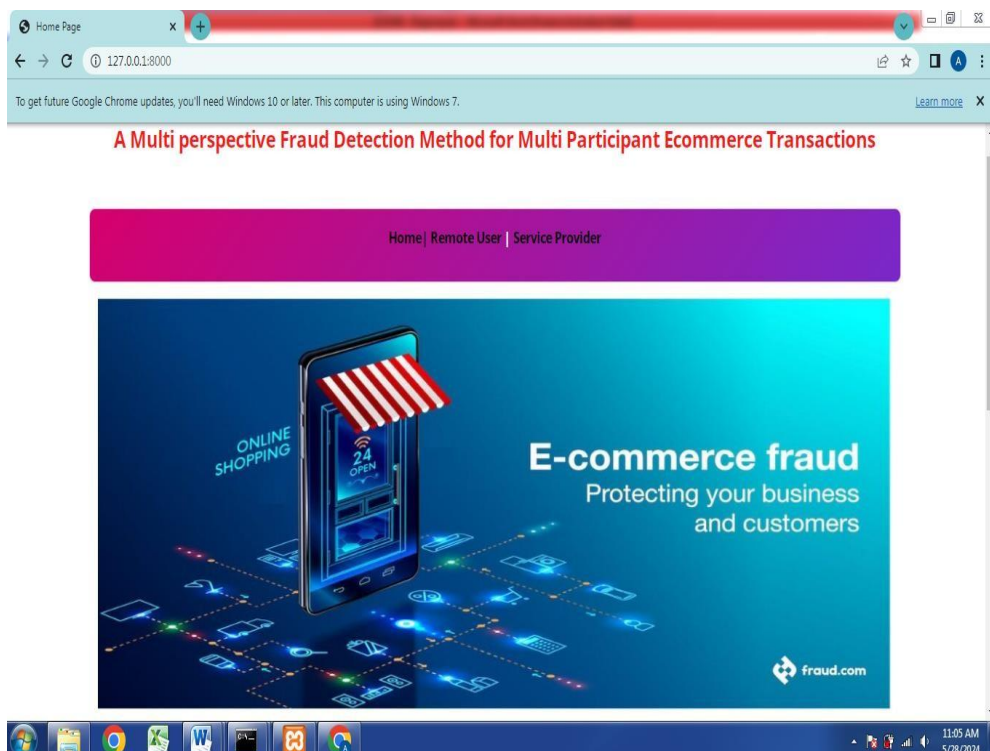 Home Page
127.0.0.1:8000
A
To get future Google Chrome updates, you'll need Windows 10 or later. This computer is using Windows 7.
Learn more
A Multi perspective Fraud Detection Method for Multi Participant Ecommerce Transactions
Home| Remote User | Service Provider
ONLINE
SHOPPING
24
OPEN
E-commerce fraud
Protecting your business
and customers
fraud.com
11:05 AM
5/28/2024